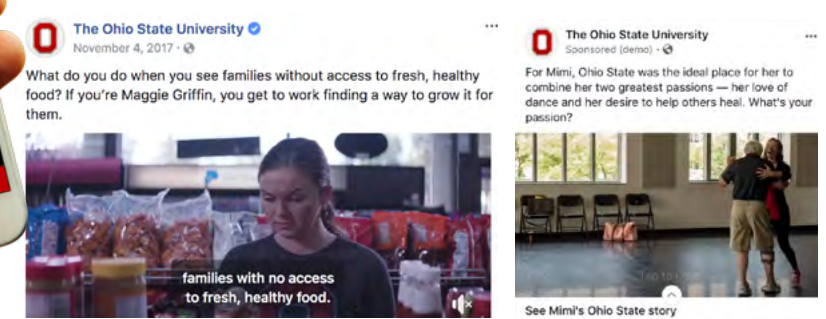 The Ohio State University
November 4, 2017 ·
What do you do when you see families without access to fresh, healthy
food? If you're Maggie Griffin, you get to work finding a way to grow it for
them.
families with no access
to fresh, healthy food.
The Ohio State University
Sponsored (demo) ·
For Mimi, Ohio State was the ideal place for her to
combine her two greatest passions — her love of
dance and her desire to help others heal. What's your
passion?
See Mimi's Ohio State story